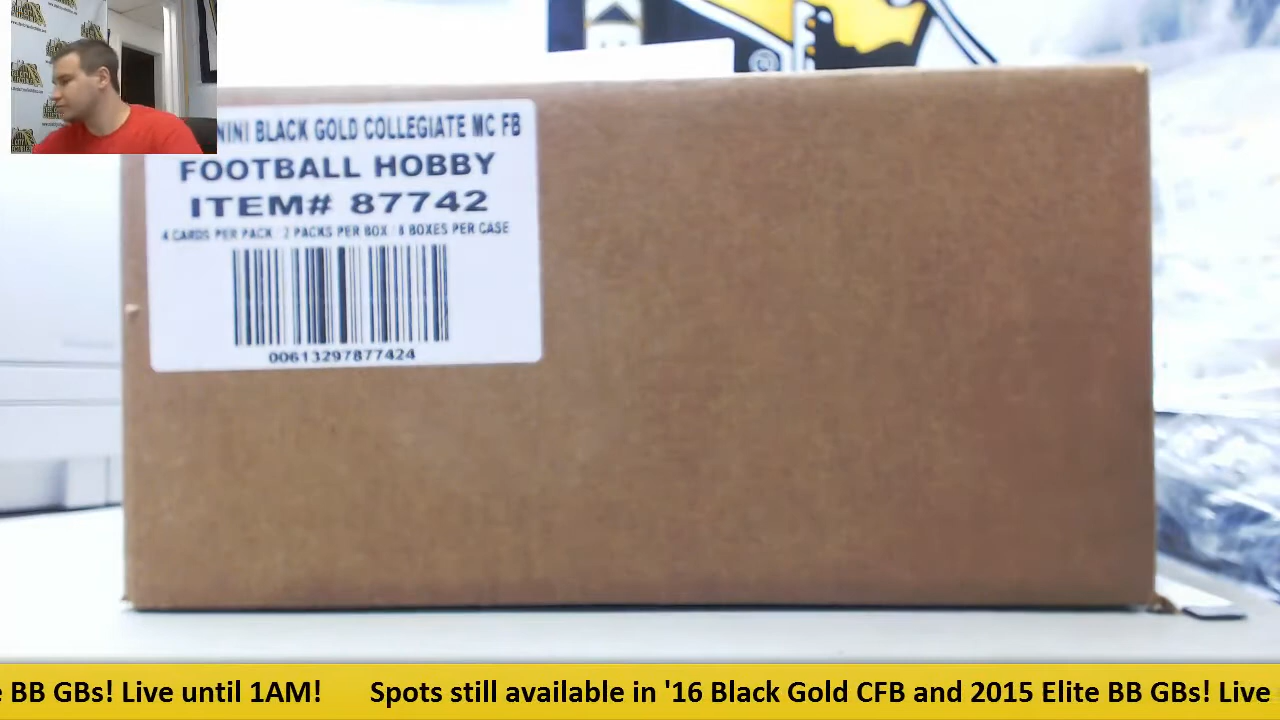 NINI BLACK GOLD COLLEGIATE MC FB
FOOTBALL HOBBY
ITEM# 87742
4 CARDS PER PACK 2 PACKS PER BOX 8 BOXES PER CASE
00613297877424
e BB GBs! Live until 1AM! Spots still available in '16 Black Gold CFB and 2015 Elite BB GBs! Live